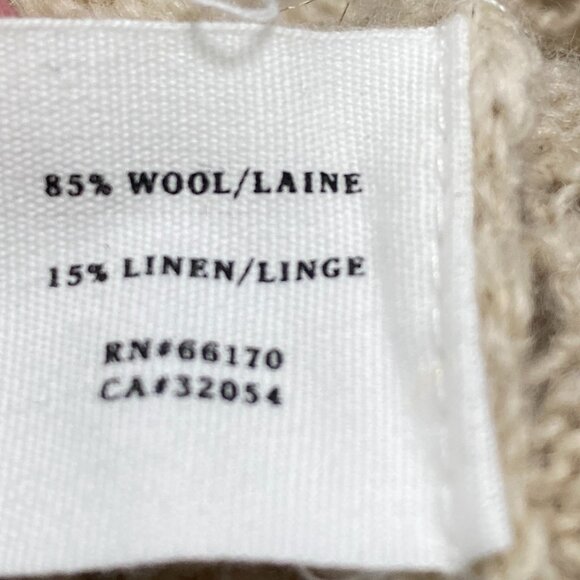 85% WOOL/LAINE
15% LINEN/LINGE
RN#66170
CA#32054